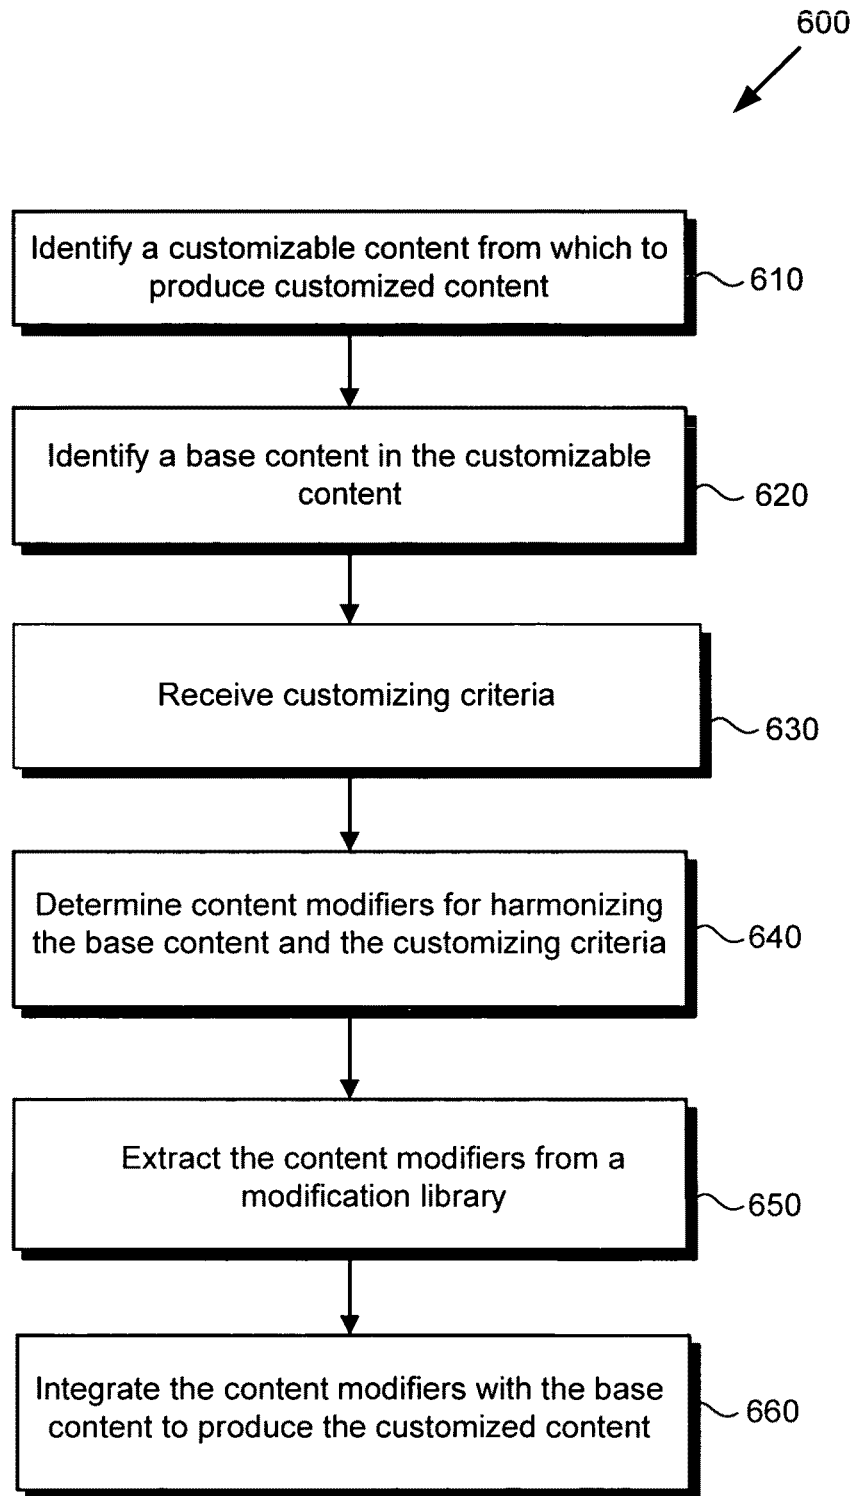 600
Identify a customizable content from which to
produce customized content
610
Identify a base content in the customizable
content
620
Receive customizing criteria
630
Determine content modifiers for harmonizing
the base content and the customizing criteria
640
Extract the content modifiers from a
modification library
650
Integrate the content modifiers with the base
content to produce the customized content
660